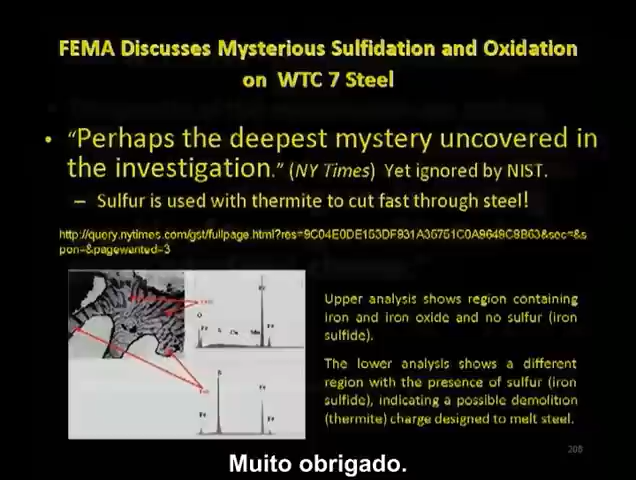 FEMA Discusses Mysterious Sulfidation and Oxidation
on WTC 7 Steel
• "Perhaps the deepest mystery uncovered in
the investigation." (NY Times) Yet ignored by NIST.
– Sulfur is used with thermite to cut fast through steel!
http://query.nytimes.com/gst/fullpage.html?res=9C04E0DE153DF931A35751C0A9649C8B63&sec=&s
pon=&pagewanted=3
Upper analysis shows region containing
iron and iron oxide and no sulfur (iron
sulfide).
The lower analysis shows a different
region with the presence of sulfur (iron
sulfide), indicating a possible demolition
(thermite) charge designed to melt steel.
208
Muito obrigado.